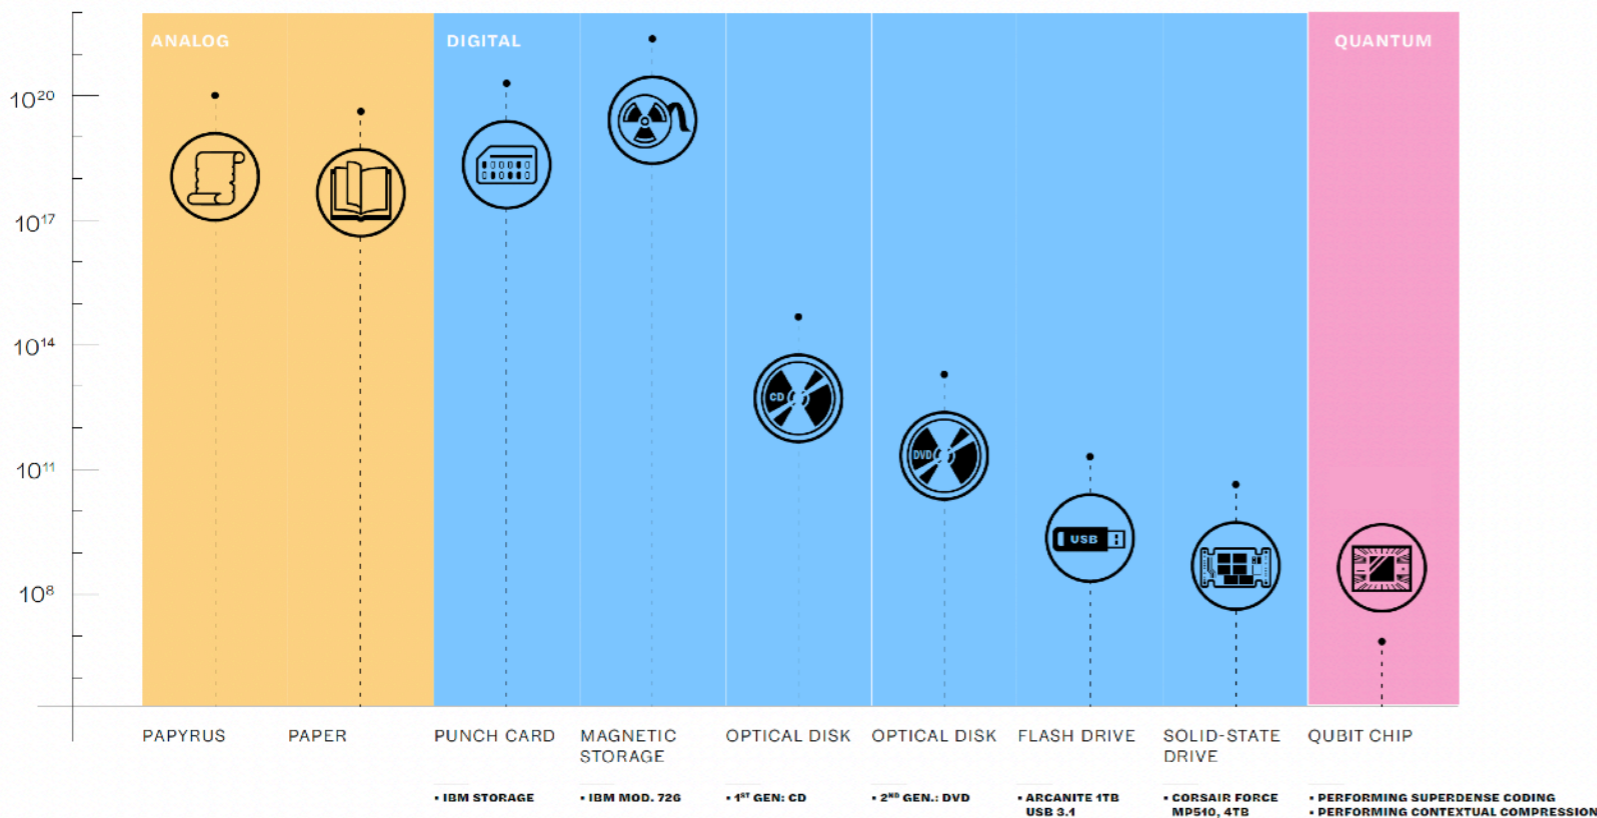 ANALOG
DIGITAL
QUANTUM
10²⁰
10¹⁷
10¹⁴
10¹¹
10⁸
CD
DVD
USB
PAPYRUS
PAPER
PUNCH CARD
▪ IBM STORAGE
MAGNETIC
STORAGE
▪ IBM MOD. 726
OPTICAL DISK
▪ 1ST GEN: CD
OPTICAL DISK
▪ 2ND GEN.: DVD
FLASH DRIVE
▪ ARCANITE 1TB
USB 3.1
SOLID-STATE
DRIVE
▪ CORSAIR FORCE
MP510, 4TB
QUBIT CHIP
▪ PERFORMING SUPERDENSE CODING
▪ PERFORMING CONTEXTUAL COMPRESSION